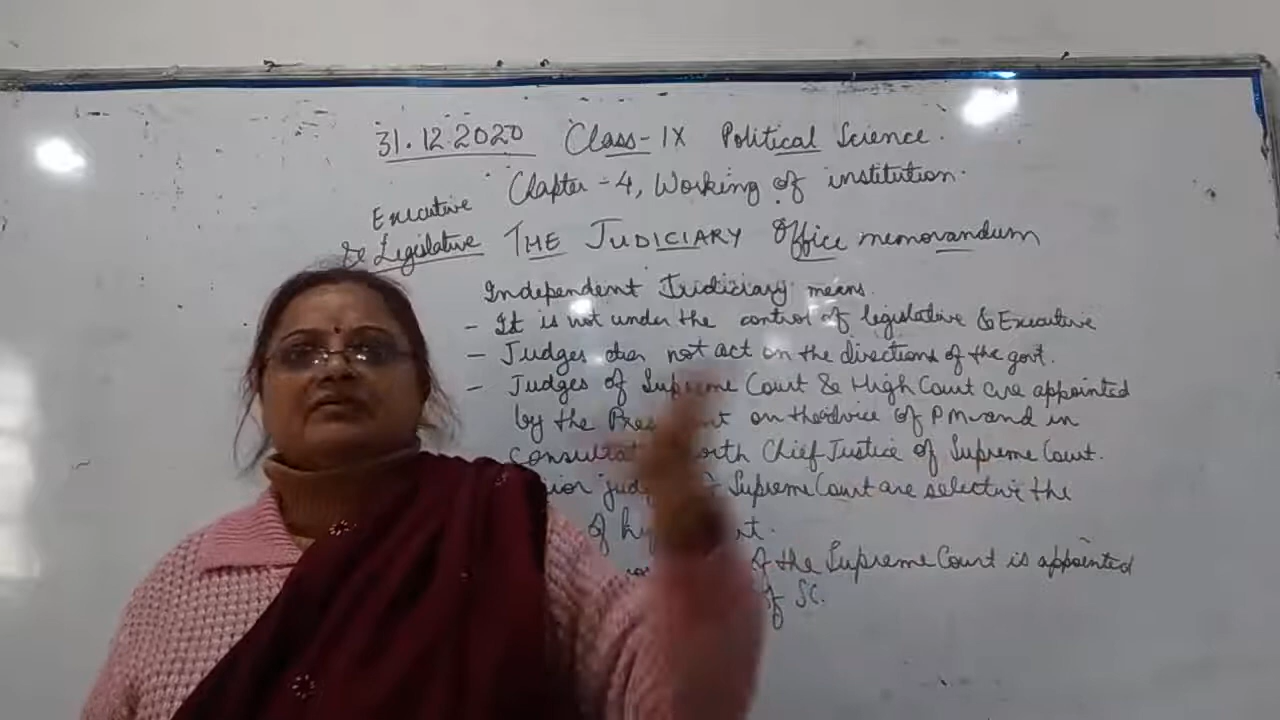 31.12.2020 Class-IX Political Science.
Chapter-4, Working of institution.
Executive
& Legislative THE JUDICIARY Office memorandum
Independent Judiciary means.
- It is not under the control of legislative & Executive
- Judges not act on the directions of the govt.
- Judges of Supreme Court & High Court are appointed
by the on the advice of PM and in
Chief Justice of Supreme Court.
Supreme Court are selective the
of
of the Supreme Court is appointed
of SC.